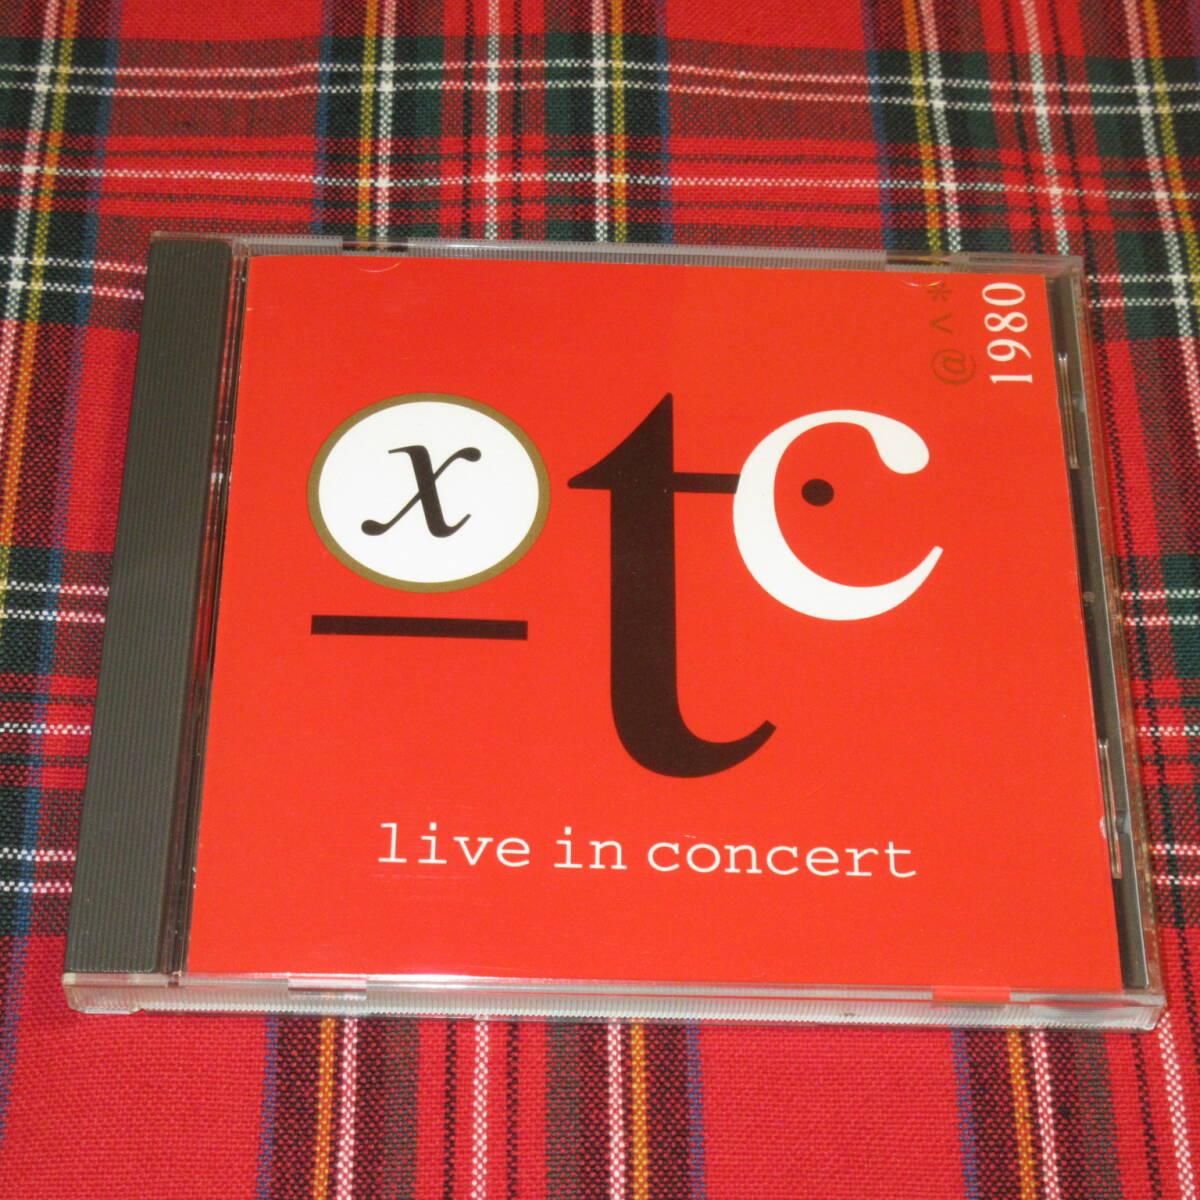 @^*
1980
xtc
live in concert